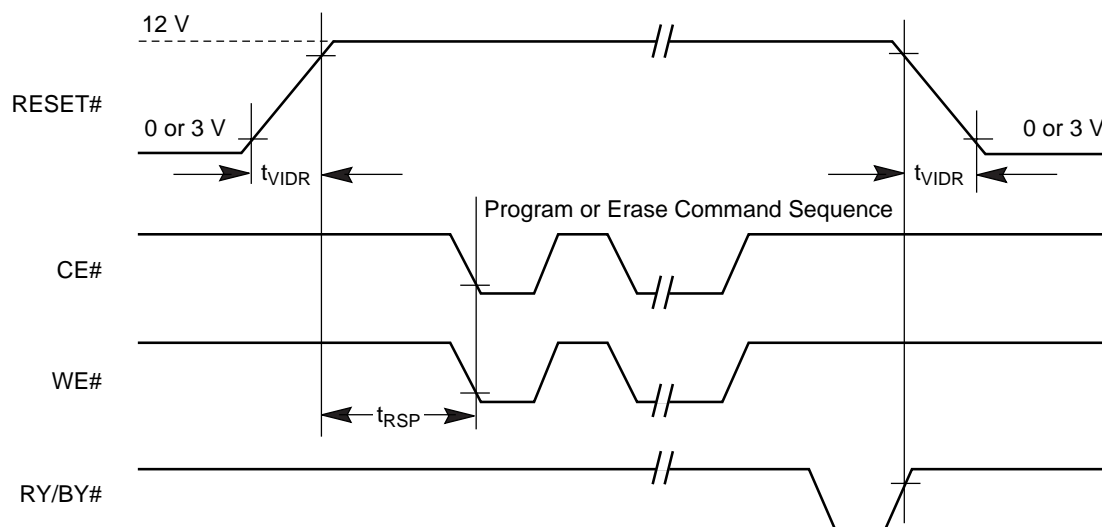 12 V
RESET#
0 or 3 V
0 or 3 V
tVIDR
tVIDR
Program or Erase Command Sequence
CE#
WE#
tRSP
RY/BY#